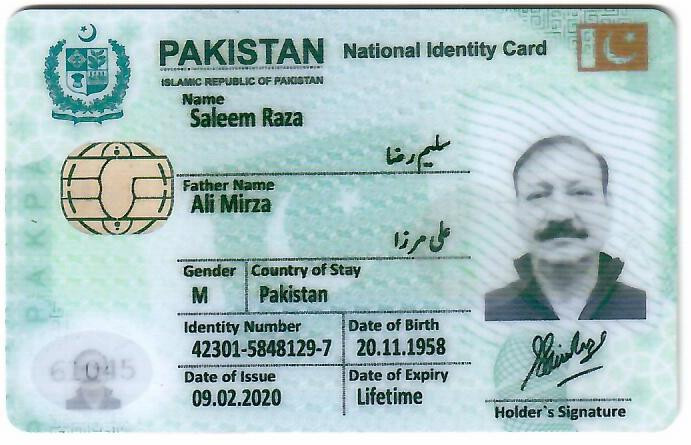 PAKISTAN National Identity Card
ISLAMIC REPUBLIC OF PAKISTAN
Name
Saleem Raza
سلیم رضا
Father Name
Ali Mirza
علی مرزا
Gender Country of Stay
M Pakistan
Identity Number Date of Birth
42301-5848129-7 20.11.1958
Date of Issue Date of Expiry
09.02.2020 Lifetime
61045
Holder`s Signature